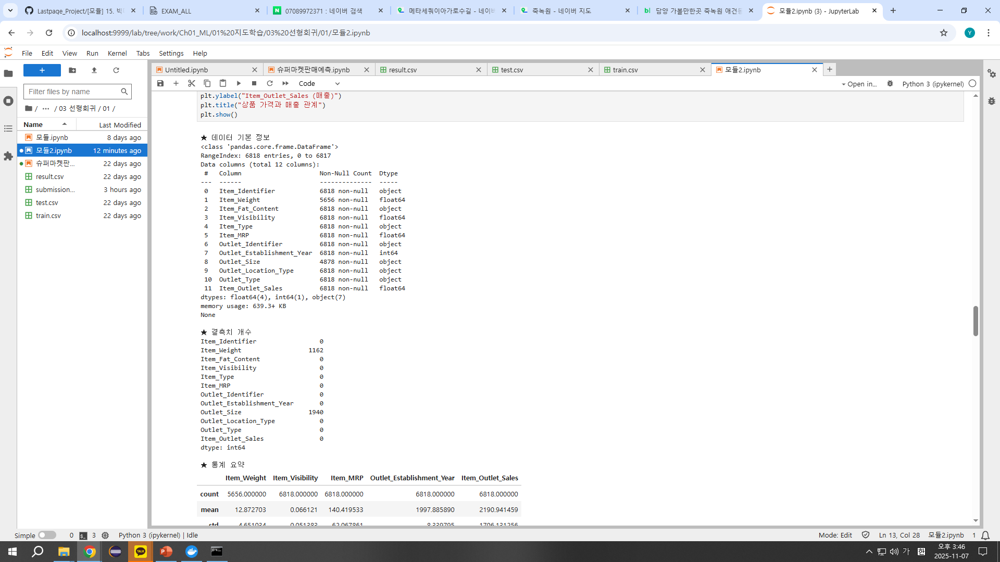 Lastpage_Project/[모듈] 15. 빅
EXAM_ALL
07089972371 : 네이버 검색
메타세쿼이아가로수길 - 네이버
죽녹원 - 네이버 지도
담양 가볼만한곳 죽녹원 애견동
모듈2.ipynb (3) - JupyterLab
localhost:9999/lab/tree/work/Ch01_ML/01%20지도학습/03%20선형회귀/01/모듈2.ipynb
Y
File Edit View Run Kernel Tabs Settings Help
Untitled.ipynb
슈퍼마켓판매예측.ipynb
result.csv
test.csv
train.csv
모듈2.ipynb
Code
Open in...
Python 3 (ipykernel)
Filter files by name
/ ··· / 03 선형회귀 / 01 /
Name Last Modified
모듈.ipynb 8 days ago
모듈2.ipynb 12 minutes ago
슈퍼마켓판... 22 days ago
result.csv 22 days ago
submission... 3 hours ago
test.csv 22 days ago
train.csv 22 days ago
plt.ylabel("Item_Outlet_Sales (매출)")
plt.title("상품 가격과 매출 관계")
plt.show()
★ 데이터 기본 정보
<class 'pandas.core.frame.DataFrame'>
RangeIndex: 6818 entries, 0 to 6817
Data columns (total 12 columns):
# Column Non-Null Count Dtype
--- ------ -------------- -----
0 Item_Identifier 6818 non-null object
1 Item_Weight 5656 non-null float64
2 Item_Fat_Content 6818 non-null object
3 Item_Visibility 6818 non-null float64
4 Item_Type 6818 non-null object
5 Item_MRP 6818 non-null float64
6 Outlet_Identifier 6818 non-null object
7 Outlet_Establishment_Year 6818 non-null int64
8 Outlet_Size 4878 non-null object
9 Outlet_Location_Type 6818 non-null object
10 Outlet_Type 6818 non-null object
11 Item_Outlet_Sales 6818 non-null float64
dtypes: float64(4), int64(1), object(7)
memory usage: 639.3+ KB
None
★ 결측치 개수
Item_Identifier 0
Item_Weight 1162
Item_Fat_Content 0
Item_Visibility 0
Item_Type 0
Item_MRP 0
Outlet_Identifier 0
Outlet_Establishment_Year 0
Outlet_Size 1940
Outlet_Location_Type 0
Outlet_Type 0
Item_Outlet_Sales 0
dtype: int64
★ 통계 요약
Item_Weight Item_Visibility Item_MRP Outlet_Establishment_Year Item_Outlet_Sales
count 5656.000000 6818.000000 6818.000000 6818.000000 6818.000000
mean 12.872703 0.066121 140.419533 1997.885890 2190.941459
std 4.651034 0.051383 62.067861 8.339795 1706.131256
Simple 0 3 Python 3 (ipykernel) | Idle
Mode: Edit Ln 13, Col 28 모듈2.ipynb 1
TALK
가 한
오후 3:46
2025-11-07